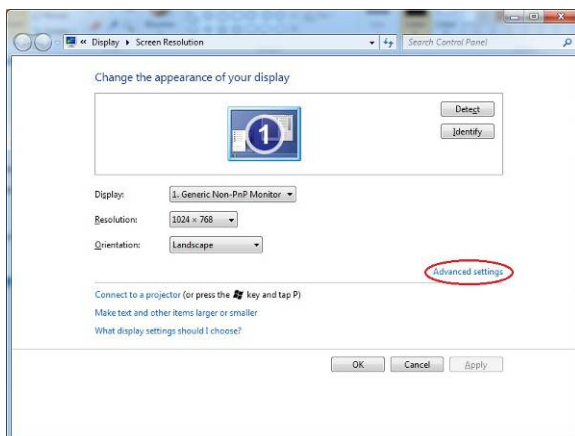 « Display ▸ Screen Resolution
Search Control Panel
Change the appearance of your display
1
Detect
Identify
Display: 1. Generic Non-PnP Monitor
Resolution: 1024 × 768
Orientation: Landscape
Advanced settings
Connect to a projector (or press the key and tap P)
Make text and other items larger or smaller
What display settings should I choose?
OK Cancel Apply